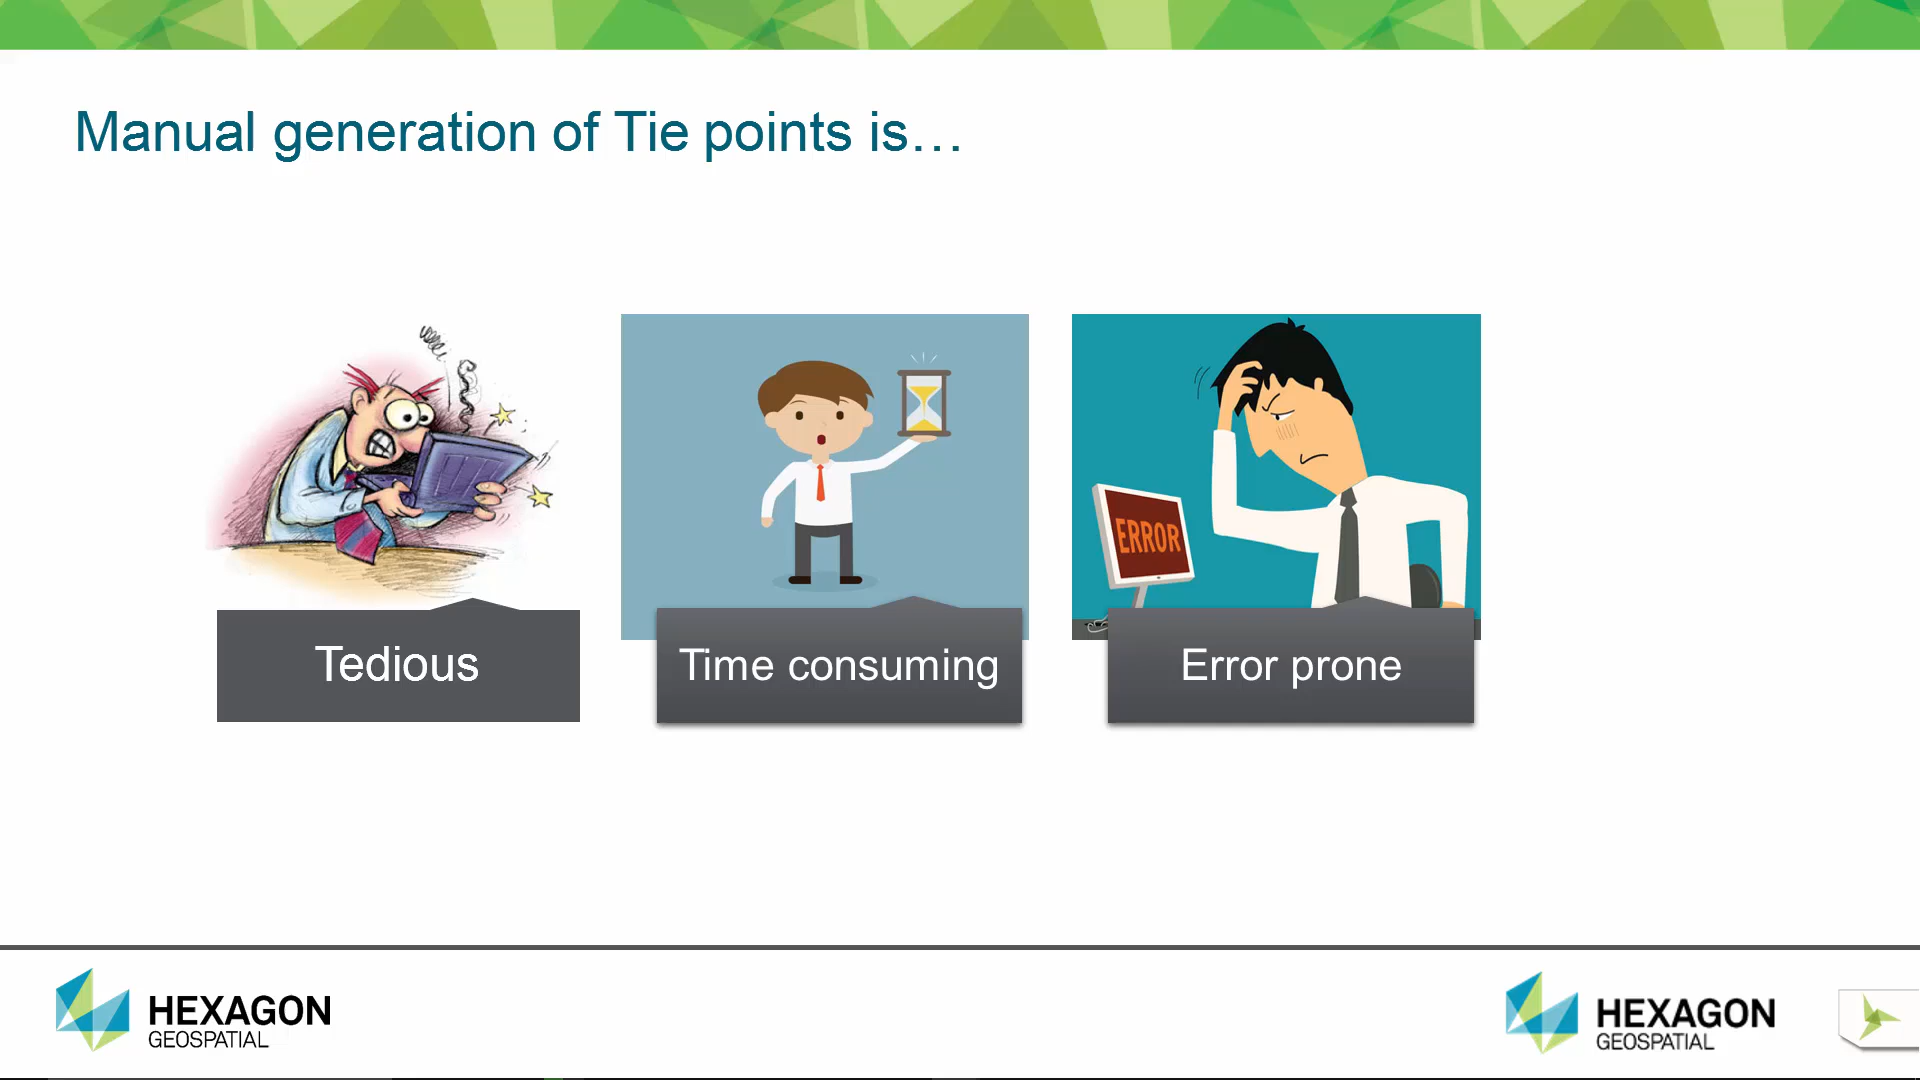 Manual generation of Tie points is…
ERROR
Tedious
Time consuming
Error prone
HEXAGON
GEOSPATIAL
HEXAGON
GEOSPATIAL